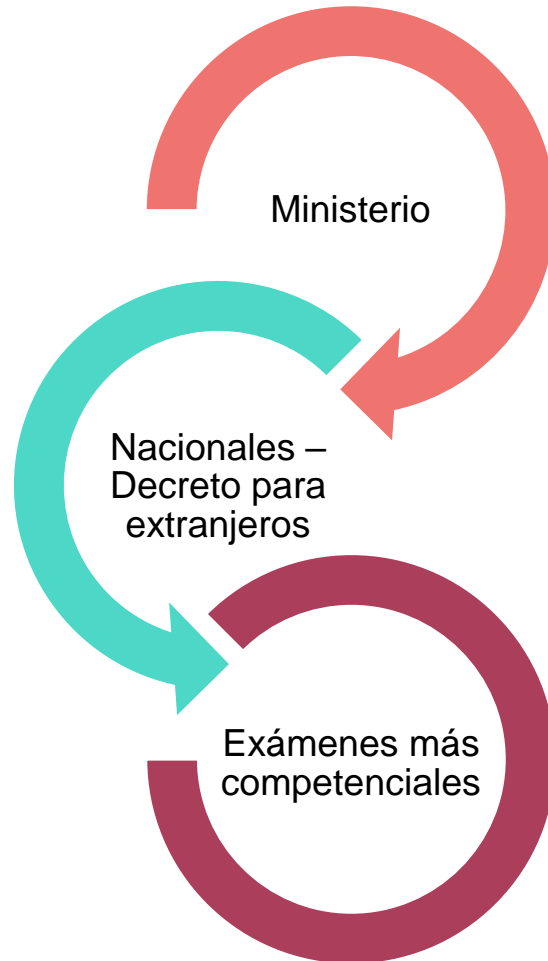 Ministerio
Nacionales –
Decreto para
extranjeros
Exámenes más
competenciales